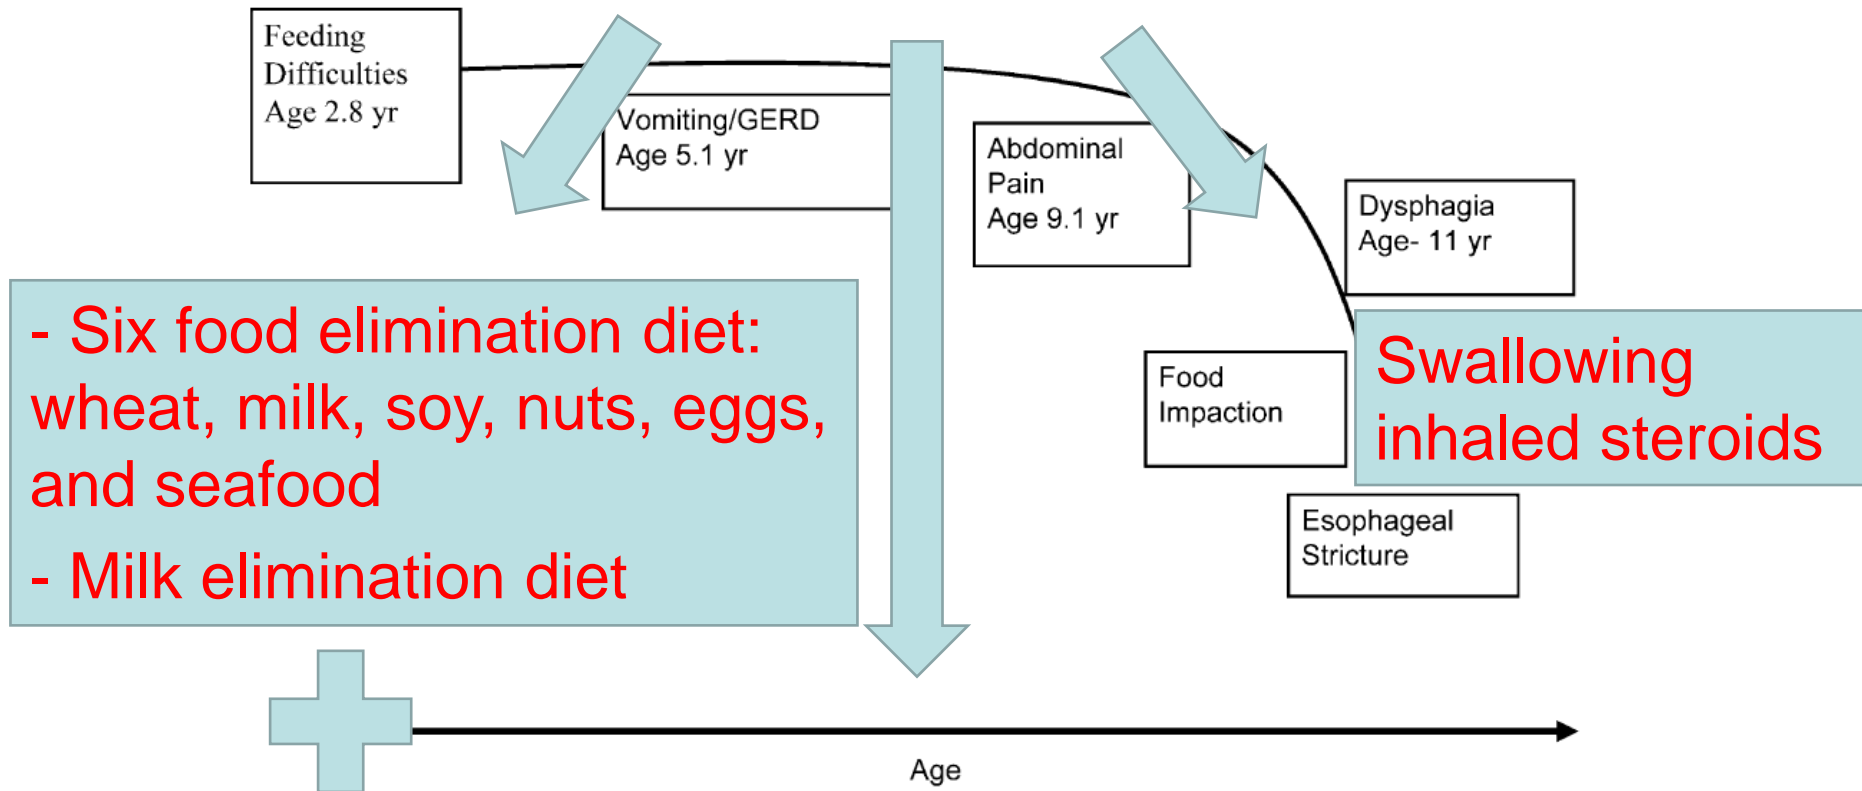 Feeding
Difficulties
Age 2.8 yr
Vomiting/GERD
Age 5.1 yr
Abdominal
Pain
Age 9.1 yr
Dysphagia
Age- 11 yr
- Six food elimination diet:
wheat, milk, soy, nuts, eggs,
and seafood
- Milk elimination diet
Food
Impaction
Swallowing
inhaled steroids
Esophageal
Stricture
Age